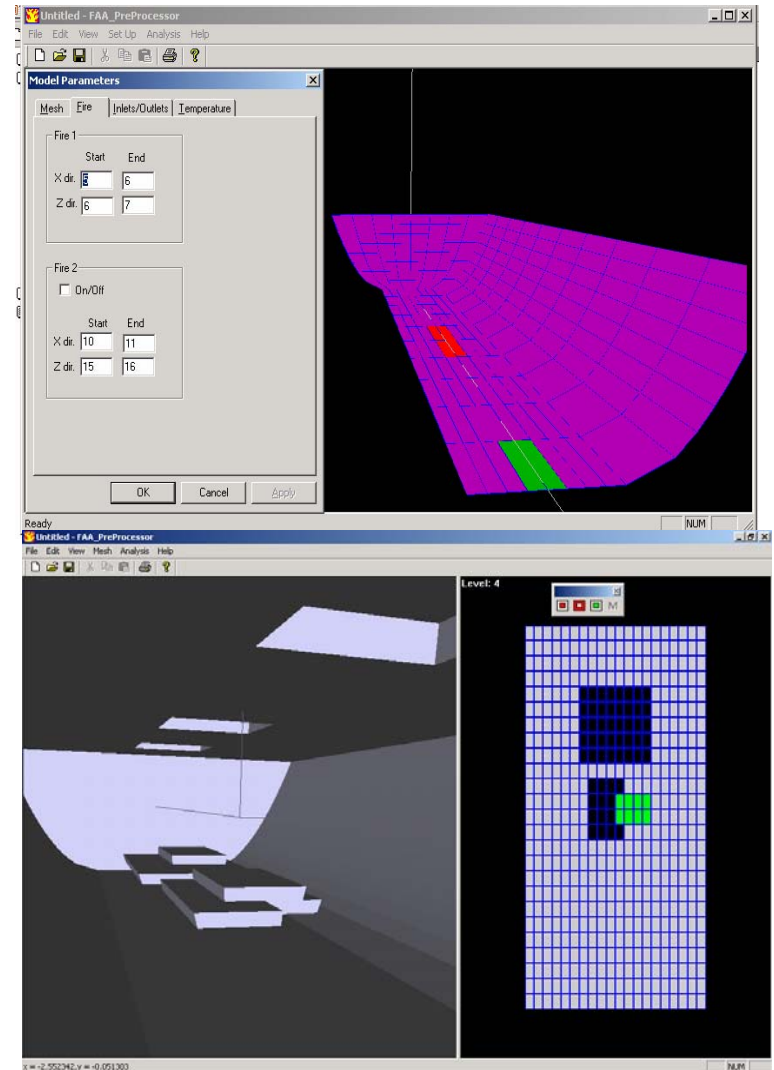 Untitled - FAA_PreProcessor
File Edit View Set Up Analysis Help
Model Parameters
Mesh Fire Inlets/Outlets Temperature
Fire 1
Start End
X dir. 5 6
Z dir. 6 7
Fire 2
On/Off
Start End
X dir. 10 11
Z dir. 15 16
OK Cancel Apply
Ready NUM
Untitled - FAA_PreProcessor
File Edit View Mesh Analysis Help
Level: 4
M
x = -2.552342,y = -0.051303 NUM